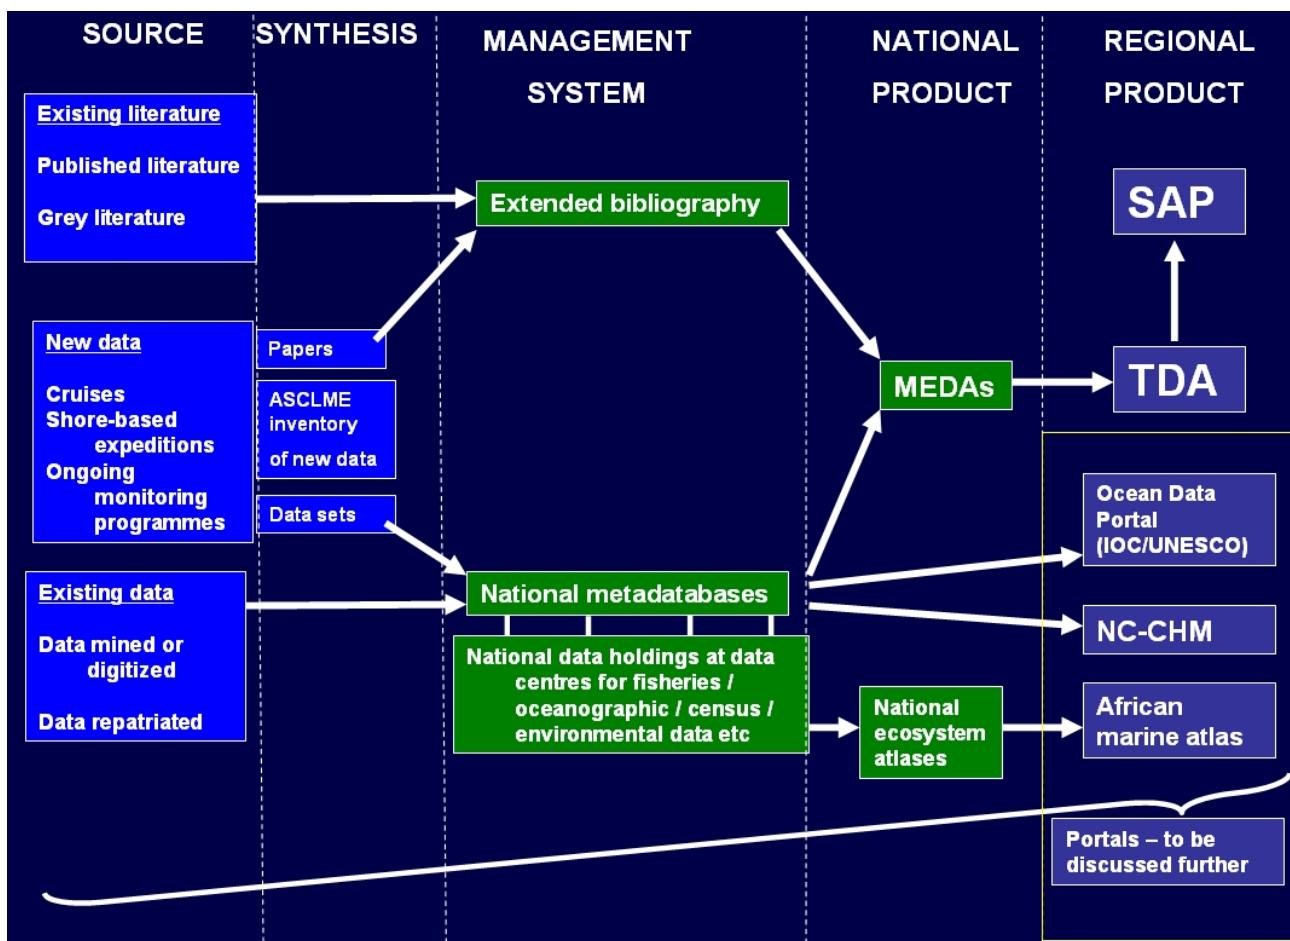 SOURCE
SYNTHESIS
MANAGEMENT
SYSTEM
NATIONAL
PRODUCT
REGIONAL
PRODUCT
Existing literature
Published literature
Grey literature
New data
Cruises
Shore-based
expeditions
Ongoing
monitoring
programmes
Existing data
Data mined or
digitized
Data repatriated
Papers
ASCLME
inventory
of new data
Data sets
Extended bibliography
National metadatabases
National data holdings at data
centres for fisheries /
oceanographic / census /
environmental data etc
MEDAs
National
ecosystem
atlases
SAP
TDA
Ocean Data
Portal
(IOC/UNESCO)
NC-CHM
African
marine atlas
Portals – to be
discussed further